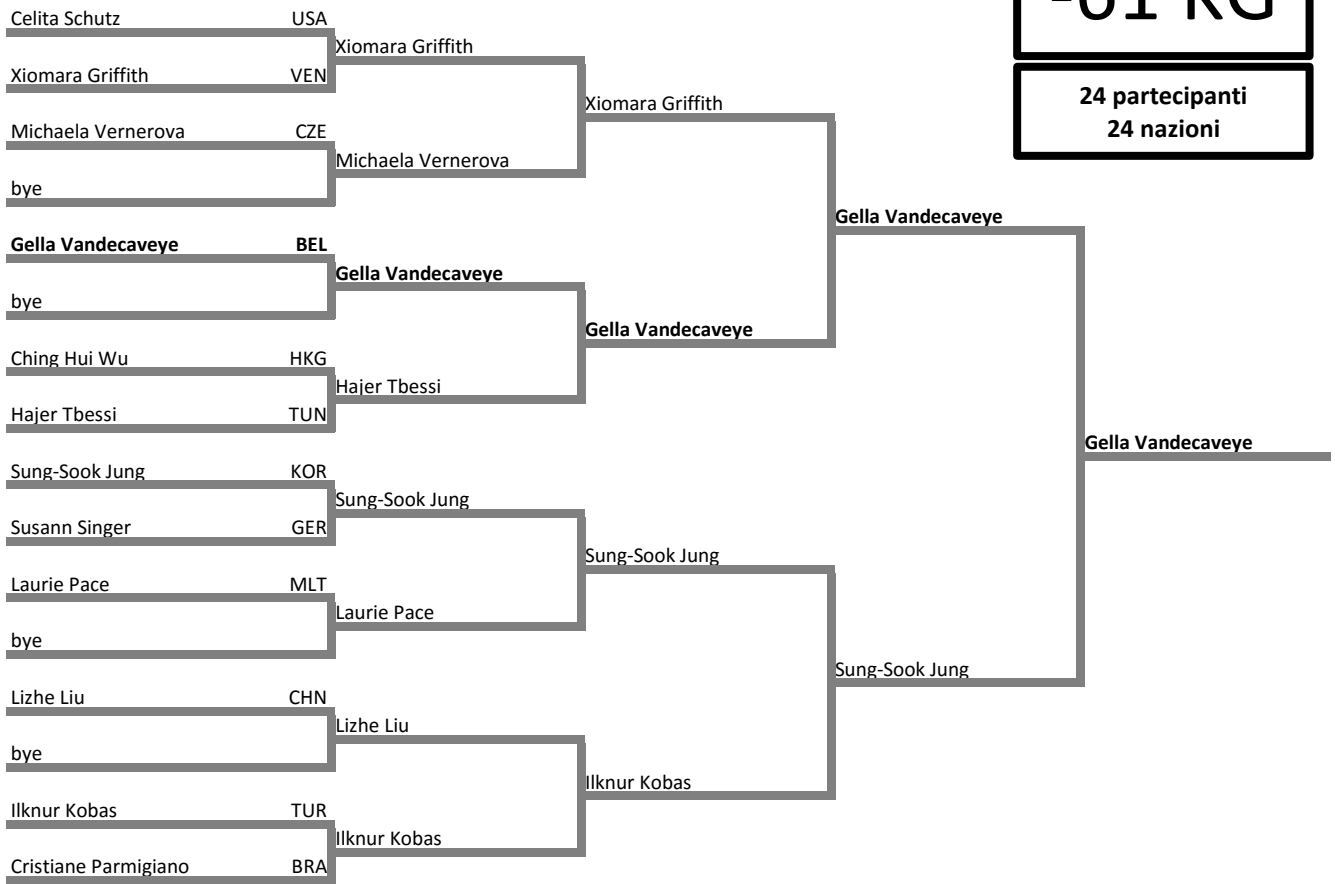 -61 KG
24 partecipanti
24 nazioni
Celita Schutz USA
Xiomara Griffith
Xiomara Griffith VEN
Xiomara Griffith
Michaela Vernerova CZE
Michaela Vernerova
bye
Gella Vandecaveye
Gella Vandecaveye BEL
Gella Vandecaveye
bye
Gella Vandecaveye
Ching Hui Wu HKG
Hajer Tbessi
Hajer Tbessi TUN
Gella Vandecaveye
Sung-Sook Jung KOR
Sung-Sook Jung
Susann Singer GER
Sung-Sook Jung
Laurie Pace MLT
Laurie Pace
bye
Sung-Sook Jung
Lizhe Liu CHN
Lizhe Liu
bye
Ilknur Kobas
Ilknur Kobas TUR
Ilknur Kobas
Cristiane Parmigiano BRA